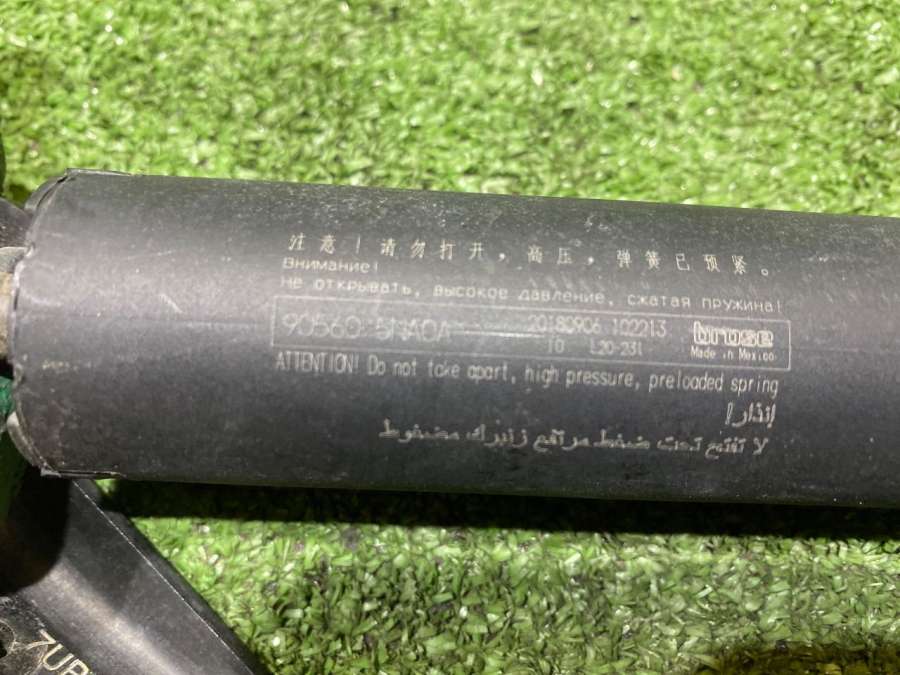 注意！请勿打开，高压，弹簧已预紧。
Внимание!
Не открывать, высокое давление, сжатая пружина!
90560-5NA0A 20180906 102213 brose
10 L20-231 Made in Mexico
ATTENTION! Do not take apart, high pressure, preloaded spring
إنذار!
لا تفتح تحت ضغط مرتفع زنبرك مضغوط
7UP